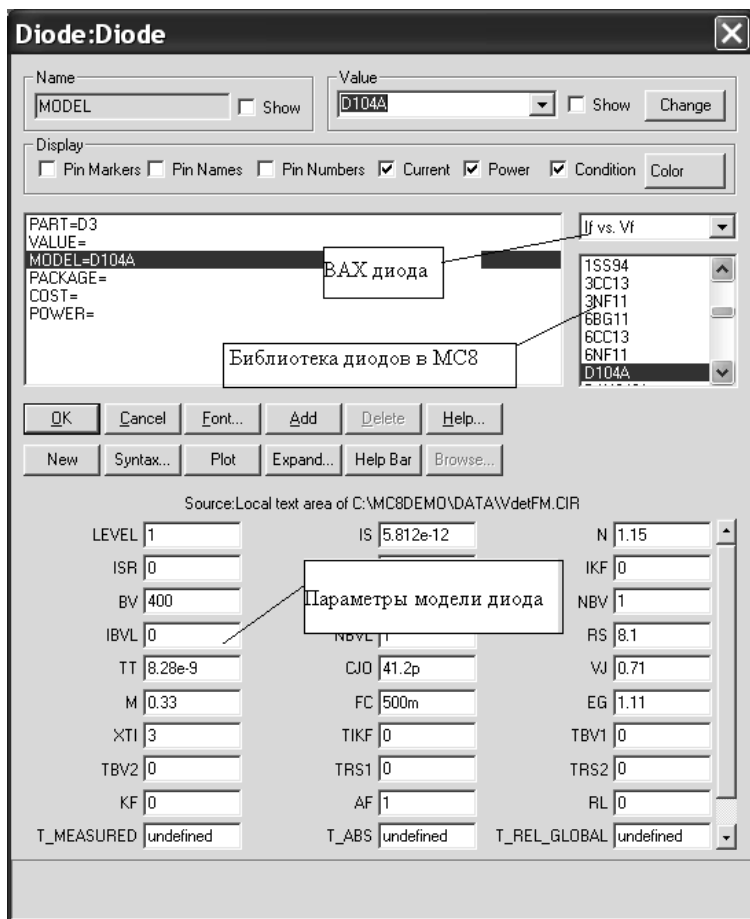 Diode:Diode
Name
MODEL
Show
Value
D104A
Show
Change
Display
Pin Markers
Pin Names
Pin Numbers
Current
Power
Condition
Color
PART=D3
VALUE=
MODEL=D104A
PACKAGE=
COST=
POWER=
If vs. Vf
ВАХ диода
1SS94
3CC13
3NF11
6BG11
6CC13
6NF11
D104A
Библиотека диодов в МС8
OK
Cancel
Font...
Add
Delete
Help...
New
Syntax...
Plot
Expand...
Help Bar
Browse...
Source:Local text area of C:\MC8DEMO\DATA\VdetFM.CIR
LEVEL 1
IS 5.812e-12
N 1.15
ISR 0
IKF 0
BV 400
Параметры модели диода
NBV 1
IBVL 0
NBVL 1
RS 8.1
TT 8.28e-9
CJO 41.2p
VJ 0.71
M 0.33
FC 500m
EG 1.11
XTI 3
TIKF 0
TBV1 0
TBV2 0
TRS1 0
TRS2 0
KF 0
AF 1
RL 0
T_MEASURED undefined
T_ABS undefined
T_REL_GLOBAL undefined